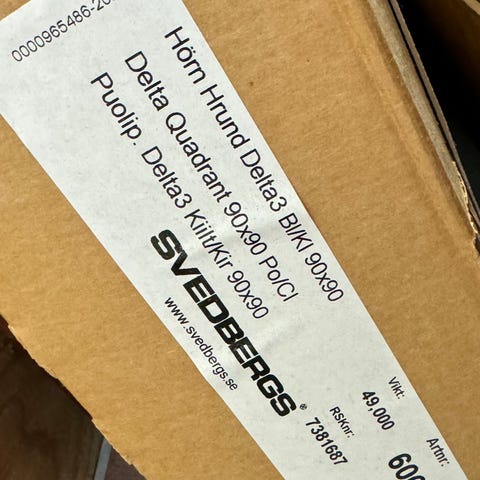 0000965486-20
Hörn Hrund Delta3 Bl/Kl 90x90
Delta Quadrant 90x90 Po/Cl
Puolip. Delta3 Kiilt/Kir 90x90
SVEDBERGS®
www.svedbergs.se
Vikt:
49,000
RSKnr:
7381687
Artnr: